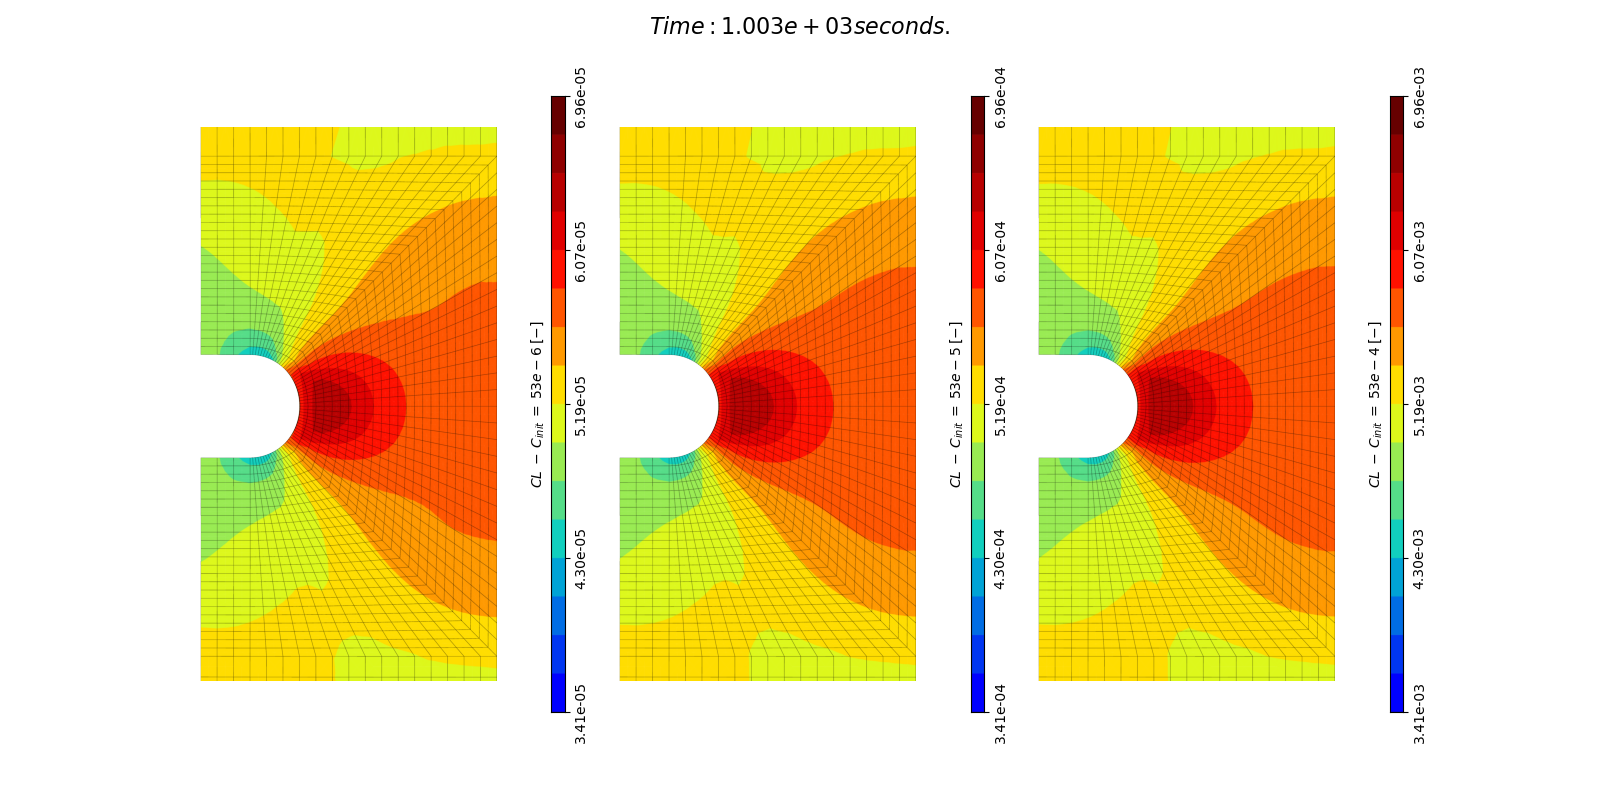 Time : 1.003e + 03seconds.
6.96e-05
6.07e-05
5.19e-05
4.30e-05
3.41e-05
CL − C_init = 53e − 6 [−]
6.96e-04
6.07e-04
5.19e-04
4.30e-04
3.41e-04
CL − C_init = 53e − 5 [−]
6.96e-03
6.07e-03
5.19e-03
4.30e-03
3.41e-03
CL − C_init = 53e − 4 [−]